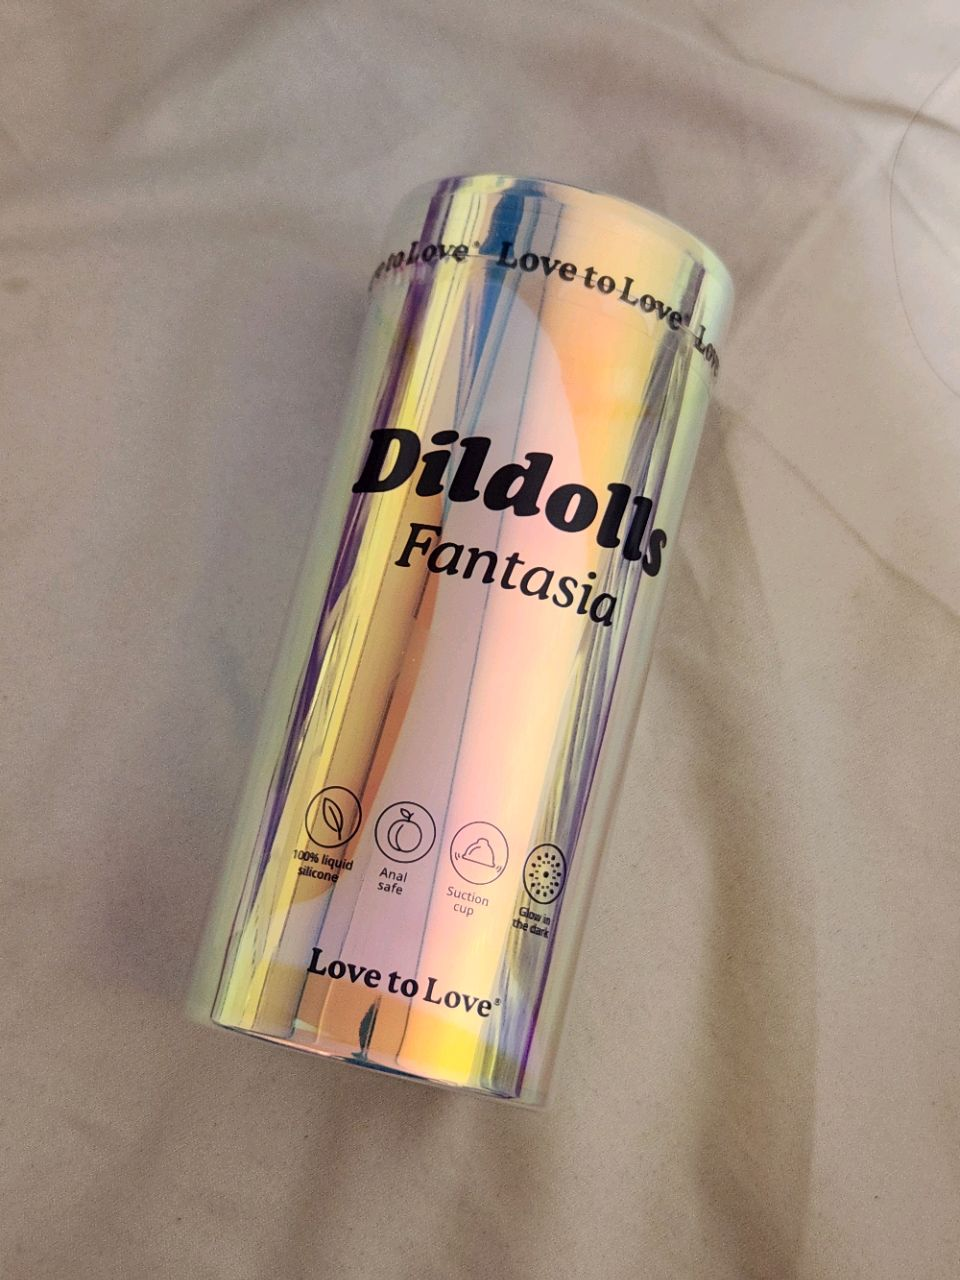 to Love® Love to Love® Love
Dildolls
Fantasia
100% liquid
silicone
Anal
safe
Suction
cup
Glow in
the dark
Love to Love®